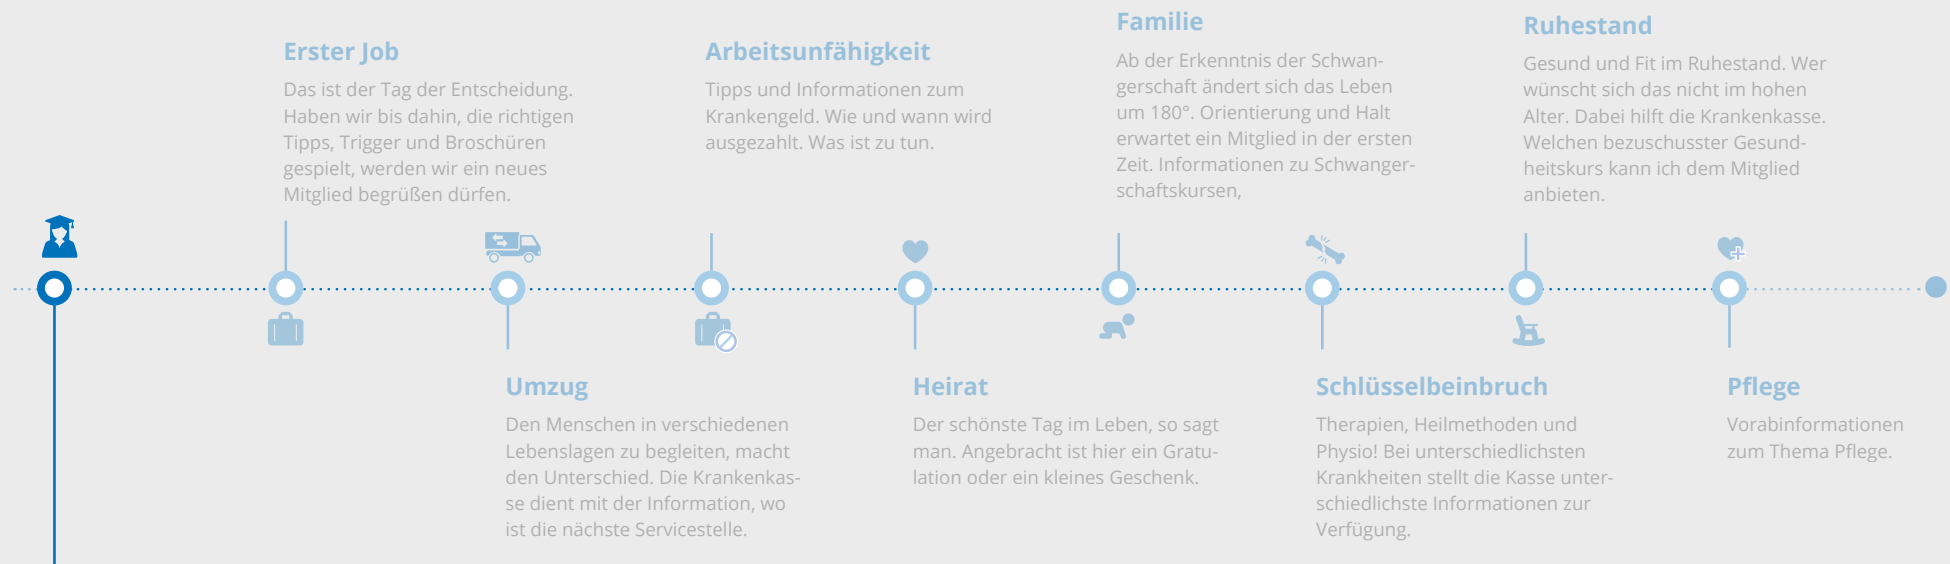 Erster Job
Das ist der Tag der Entscheidung.
Haben wir bis dahin, die richtigen
Tipps, Trigger und Broschüren
gespielt, werden wir ein neues
Mitglied begrüßen dürfen.
Umzug
Den Menschen in verschiedenen
Lebenslagen zu begleiten, macht
den Unterschied. Die Krankenkas-
se dient mit der Information, wo
ist die nächste Servicestelle.
Arbeitsunfähigkeit
Tipps und Informationen zum
Krankengeld. Wie und wann wird
ausgezahlt. Was ist zu tun.
Heirat
Der schönste Tag im Leben, so sagt
man. Angebracht ist hier ein Gratu-
lation oder ein kleines Geschenk.
Familie
Ab der Erkenntnis der Schwan-
gerschaft ändert sich das Leben
um 180°. Orientierung und Halt
erwartet ein Mitglied in der ersten
Zeit. Informationen zu Schwanger-
schaftskursen,
Schlüsselbeinbruch
Therapien, Heilmethoden und
Physio! Bei unterschiedlichsten
Krankheiten stellt die Kasse unter-
schiedlichste Informationen zur
Verfügung.
Ruhestand
Gesund und Fit im Ruhestand. Wer
wünscht sich das nicht im hohen
Alter. Dabei hilft die Krankenkasse.
Welchen bezuschusster Gesund-
heitskurs kann ich dem Mitglied
anbieten.
Pflege
Vorabinformationen
zum Thema Pflege.